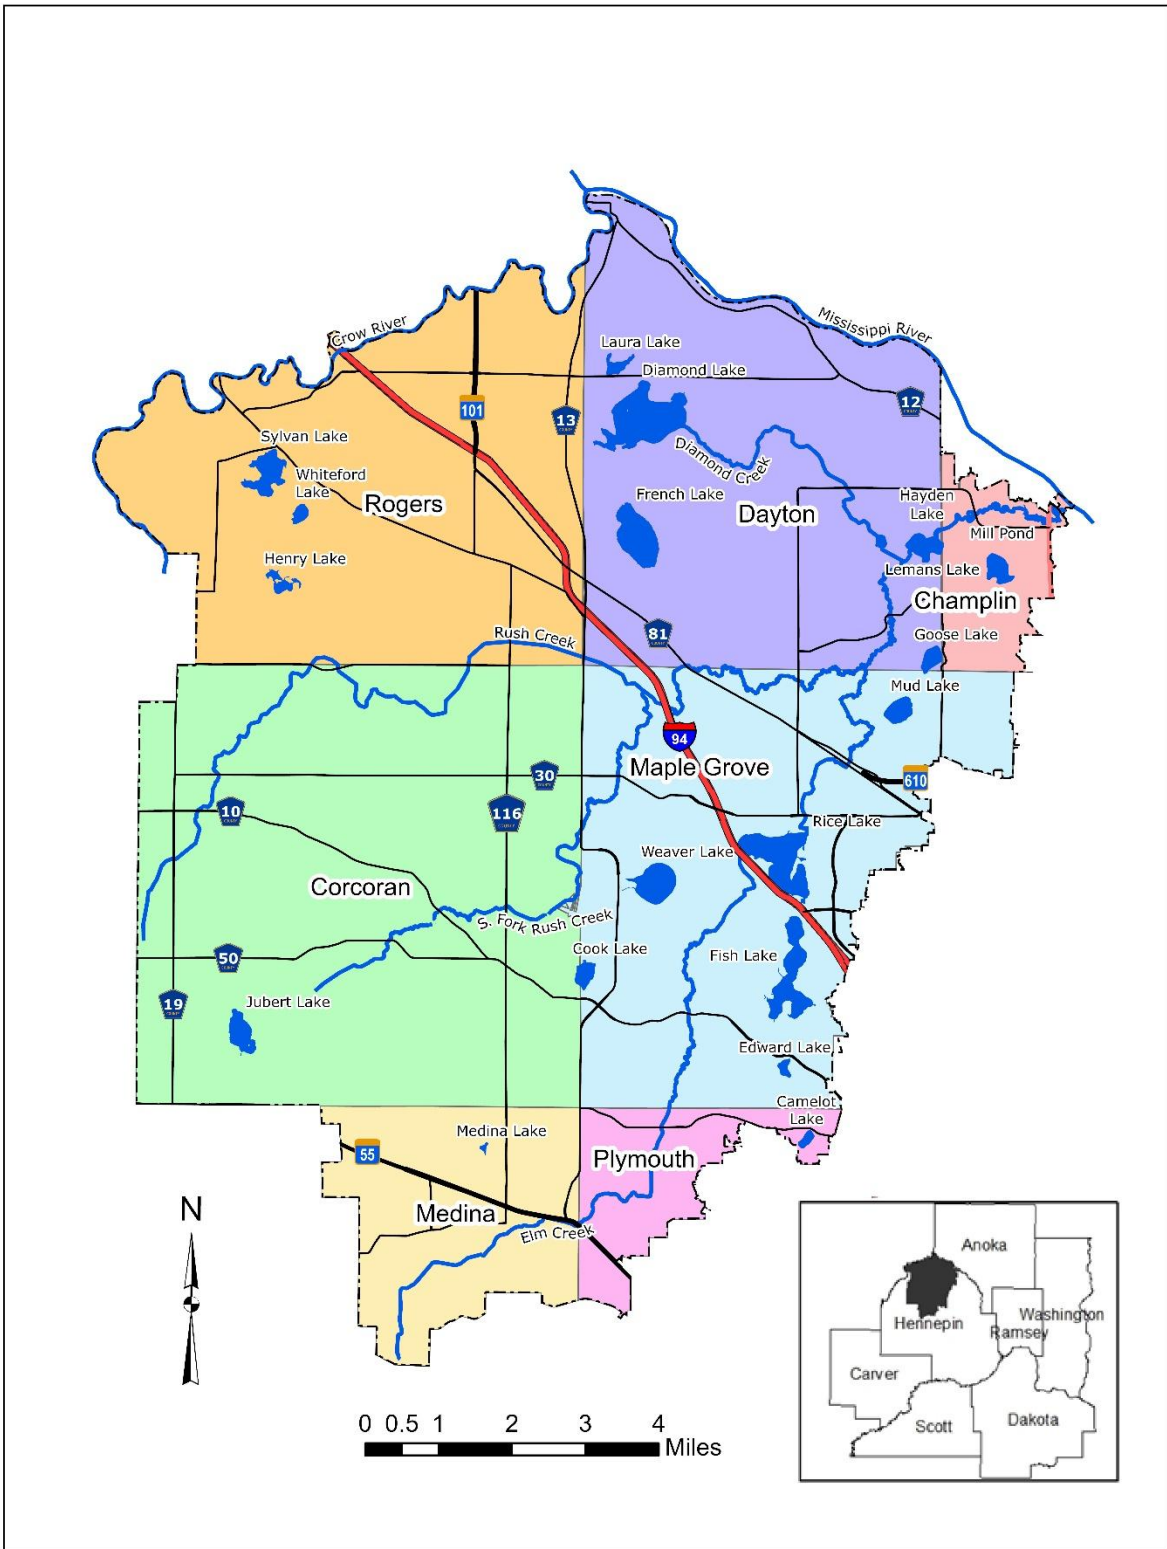 Mississippi River
Crow River
Laura Lake
Diamond Lake
101
13
12
Sylvan Lake
Diamond Creek
Whiteford
Lake
French Lake
Hayden
Lake
Rogers
Dayton
Mill Pond
Henry Lake
Lemans Lake
Champlin
Rush Creek
81
Goose Lake
Mud Lake
94
Maple Grove
30
610
10
116
Rice Lake
Weaver Lake
Corcoran
S. Fork Rush Creek
Cook Lake
Fish Lake
50
19
Jubert Lake
Edward Lake
Camelot
Lake
Medina Lake
55
Plymouth
Medina
Elm Creek
N
Anoka
Hennepin
Washington
Ramsey
Carver
Scott
Dakota
0 0.5 1 2 3 4
Miles